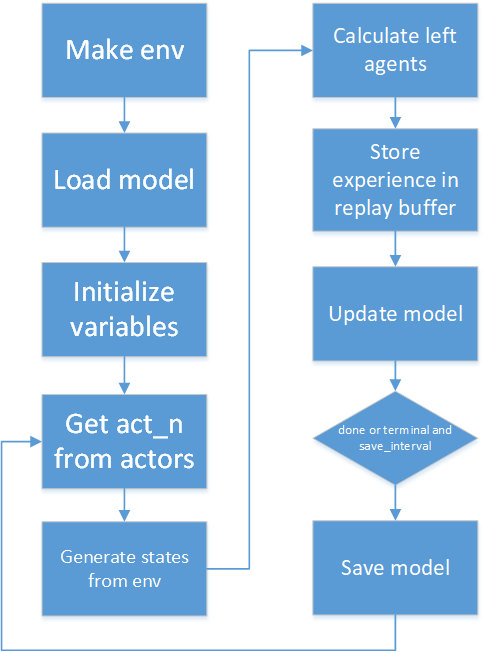 Make env
Load model
Initialize
variables
Get act_n
from actors
Generate states
from env
Calculate left
agents
Store
experience in
replay buffer
Update model
done or terminal and
save_interval
Save model